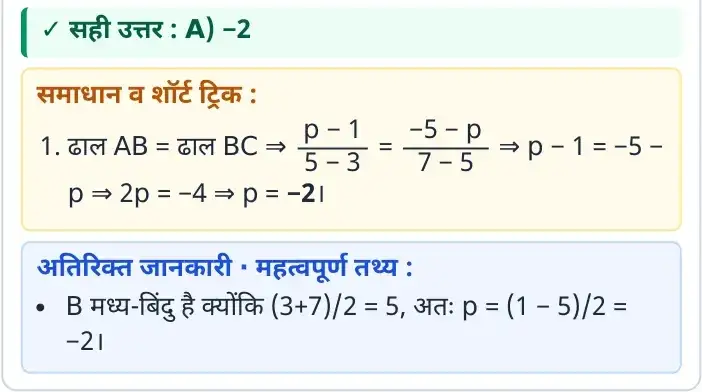 ✓ सही उत्तर : A) −2
समाधान व शॉर्ट ट्रिक :
1. ढाल AB = ढाल BC ⇒ (p − 1)/(5 − 3) = (−5 − p)/(7 − 5) ⇒ p − 1 = −5 −
p ⇒ 2p = −4 ⇒ p = −2।
अतिरिक्त जानकारी · महत्वपूर्ण तथ्य :
• B मध्य-बिंदु है क्योंकि (3+7)/2 = 5, अतः p = (1 − 5)/2 =
−2।